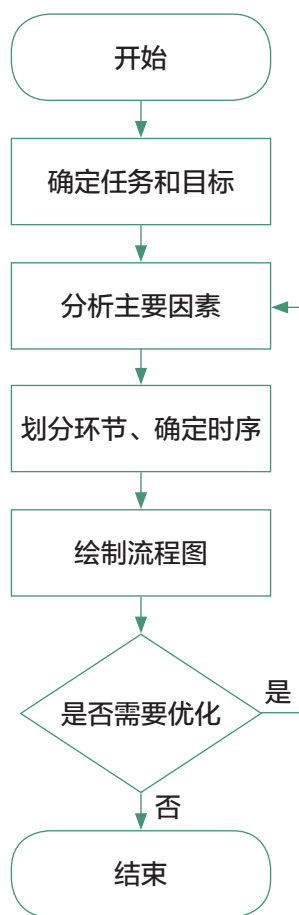 开始
确定任务和目标
分析主要因素
划分环节、确定时序
绘制流程图
是否需要优化
是
否
结束